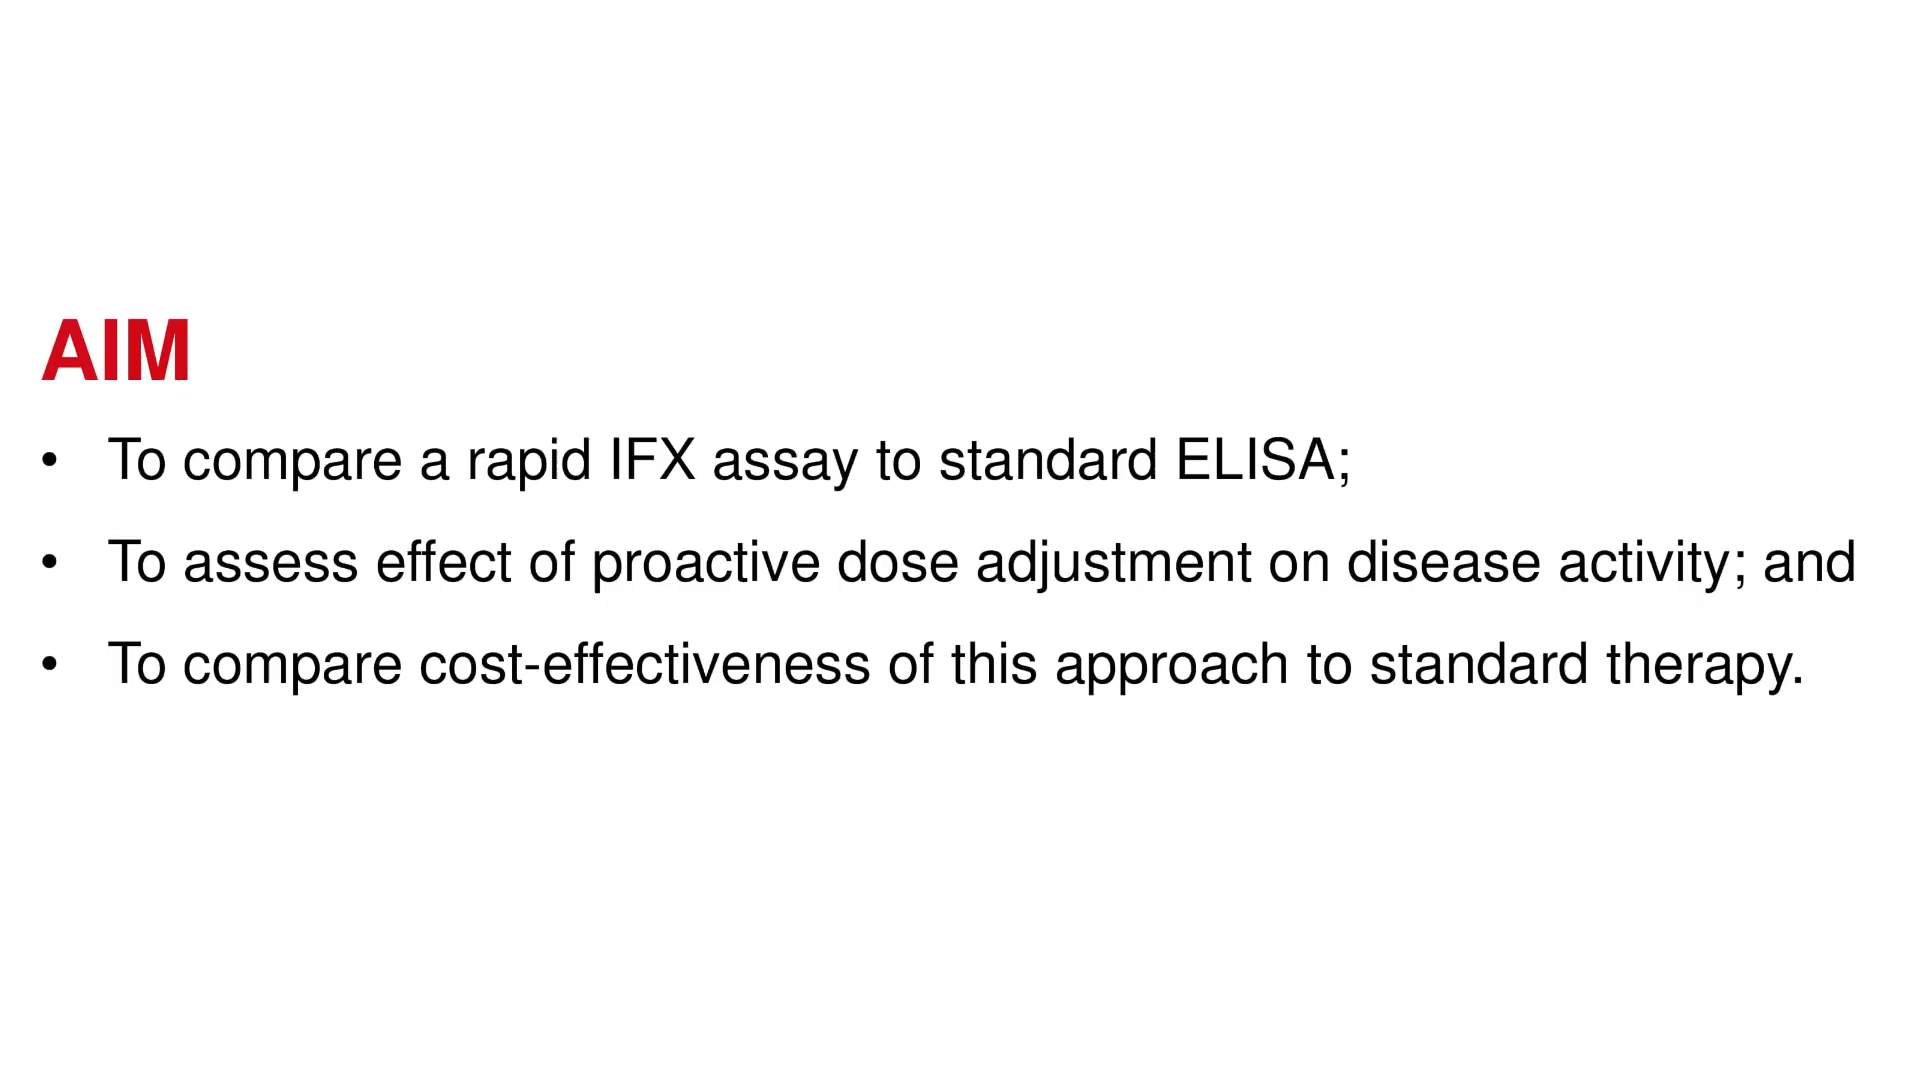 AIM
• To compare a rapid IFX assay to standard ELISA;
• To assess effect of proactive dose adjustment on disease activity; and
• To compare cost-effectiveness of this approach to standard therapy.